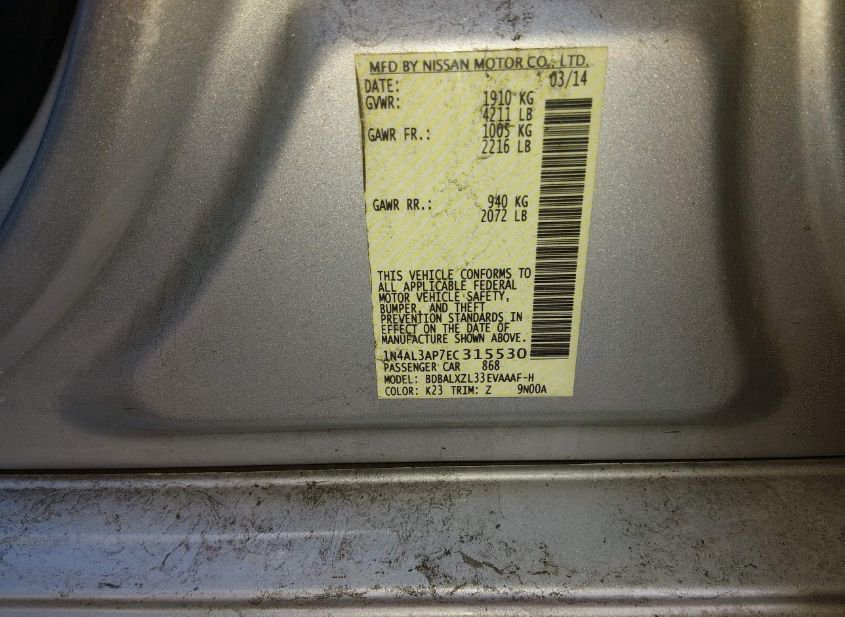 MFD BY NISSAN MOTOR CO., LTD.
DATE: 03/14
GVWR: 1910 KG
4211 LB
GAWR FR.: 1005 KG
2216 LB
GAWR RR.: 940 KG
2072 LB
THIS VEHICLE CONFORMS TO
ALL APPLICABLE FEDERAL
MOTOR VEHICLE SAFETY,
BUMPER, AND THEFT
PREVENTION STANDARDS IN
EFFECT ON THE DATE OF
MANUFACTURE SHOWN ABOVE.
1N4AL3AP7EC315530
PASSENGER CAR 868
MODEL: BDBALXZL33EVAAAF-H
COLOR: K23 TRIM: Z 9N00A